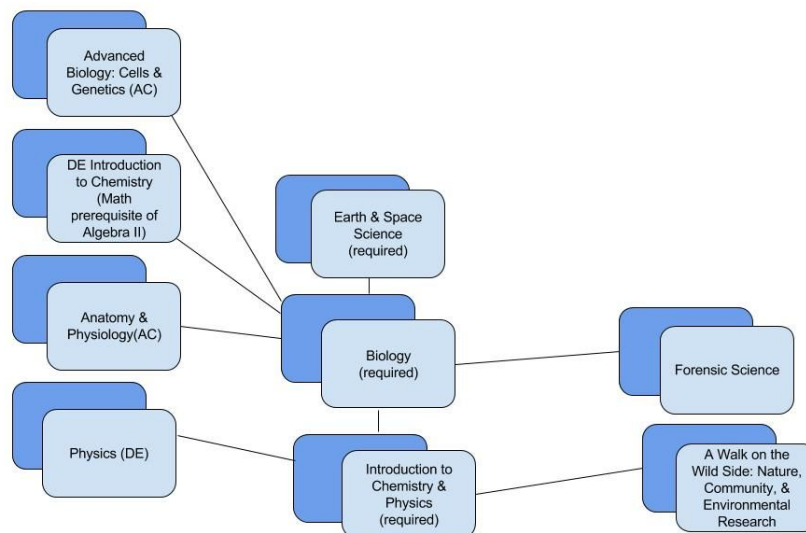 Advanced
Biology: Cells &
Genetics (AC)
DE Introduction
to Chemistry
(Math
prerequisite of
Algebra II)
Earth & Space
Science
(required)
Anatomy &
Physiology(AC)
Biology
(required)
Forensic Science
Physics (DE)
Introduction to
Chemistry &
Physics
(required)
A Walk on the
Wild Side: Nature,
Community, &
Environmental
Research